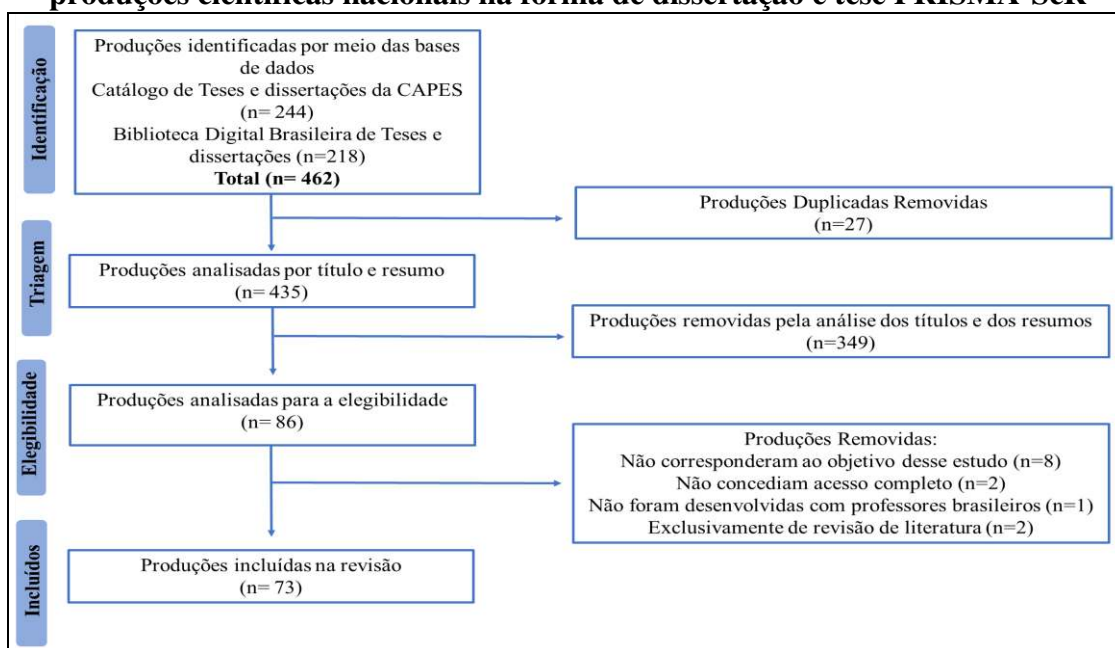 produções científicas nacionais na forma de dissertação e tese PRISMA-ScR
Identificação
Produções identificadas por meio das bases
de dados
Catálogo de Teses e dissertações da CAPES
(n= 244)
Biblioteca Digital Brasileira de Teses e
dissertações (n=218)
Total (n= 462)
Produções Duplicadas Removidas
(n=27)
Triagem
Produções analisadas por título e resumo
(n= 435)
Produções removidas pela análise dos títulos e dos resumos
(n=349)
Elegibilidade
Produções analisadas para a elegibilidade
(n= 86)
Produções Removidas:
Não corresponderam ao objetivo desse estudo (n=8)
Não concediam acesso completo (n=2)
Não foram desenvolvidas com professores brasileiros (n=1)
Exclusivamente de revisão de literatura (n=2)
Incluídos
Produções incluídas na revisão
(n= 73)